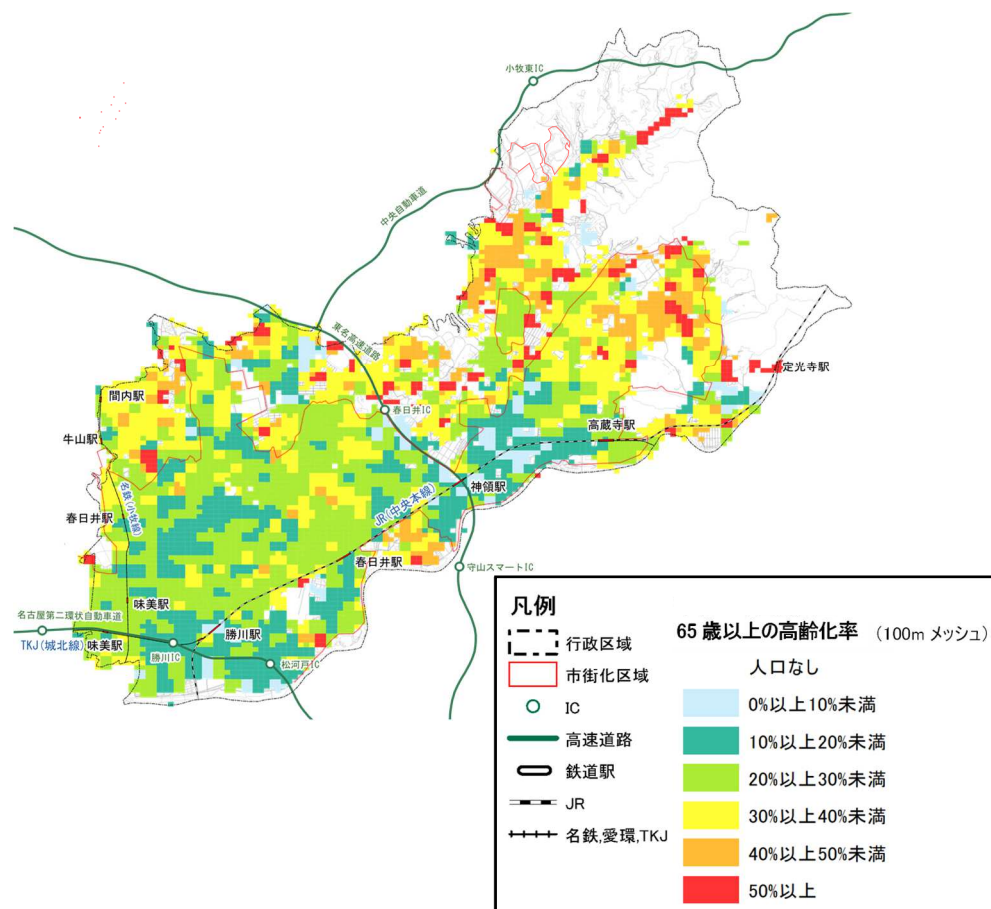 小牧東IC
中央自動車道
東名高速道路
間内駅
春日井IC
定光寺駅
牛山駅
高蔵寺駅
名鉄(小牧線)
神領駅
春日井駅
JR(中央本線)
春日井駅
守山スマートIC
味美駅
名古屋第二環状自動車道
勝川駅
TKJ(城北線)
味美駅
勝川IC
松河戸IC
凡例
行政区域
市街化区域
IC
高速道路
鉄道駅
JR
名鉄,愛環,TKJ
65歳以上の高齢化率 (100mメッシュ)
人口なし
0%以上10%未満
10%以上20%未満
20%以上30%未満
30%以上40%未満
40%以上50%未満
50%以上